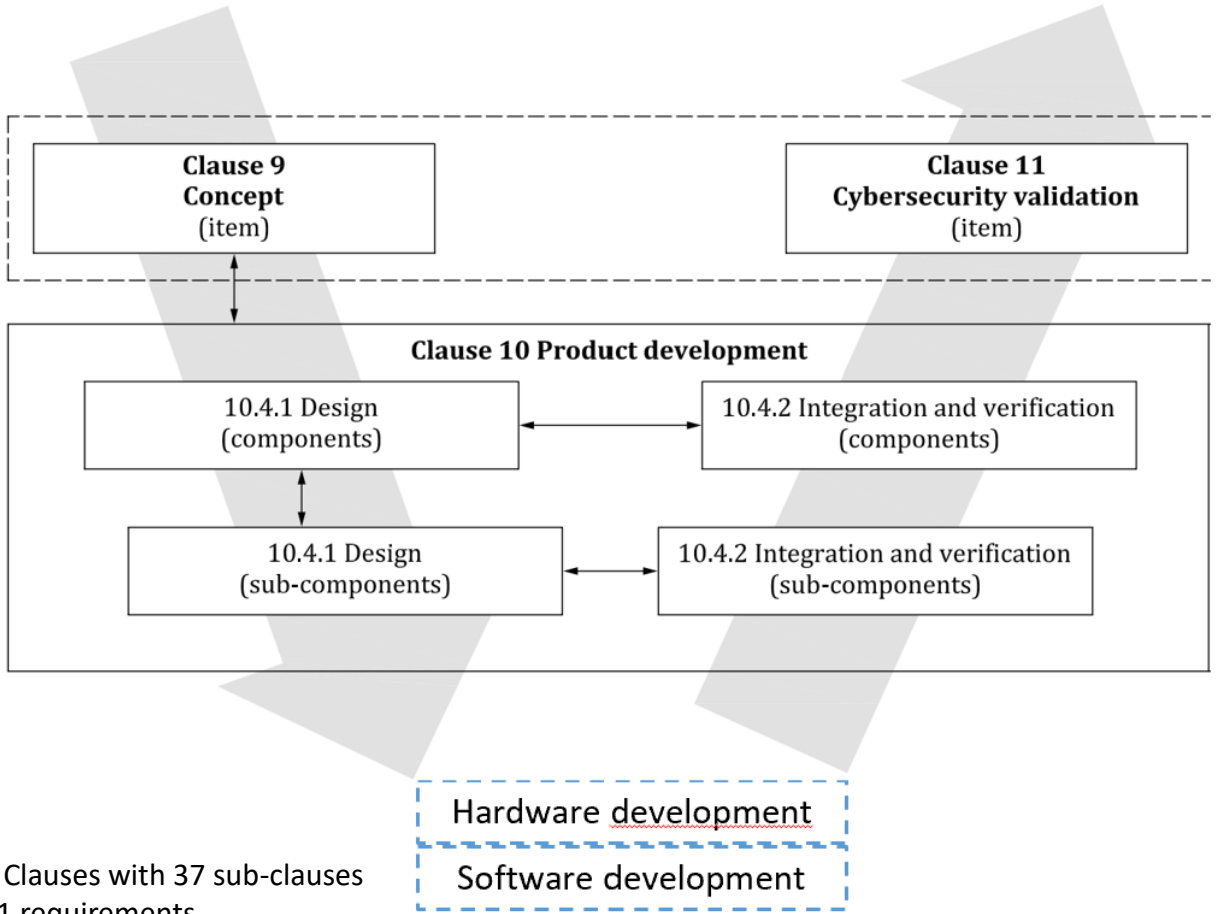 Clause 9
Concept
(item)
Clause 11
Cybersecurity validation
(item)
Clause 10 Product development
10.4.1 Design
(components)
10.4.2 Integration and verification
(components)
10.4.1 Design
(sub-components)
10.4.2 Integration and verification
(sub-components)
Hardware development
Software development
Clauses with 37 sub-clauses
requirements